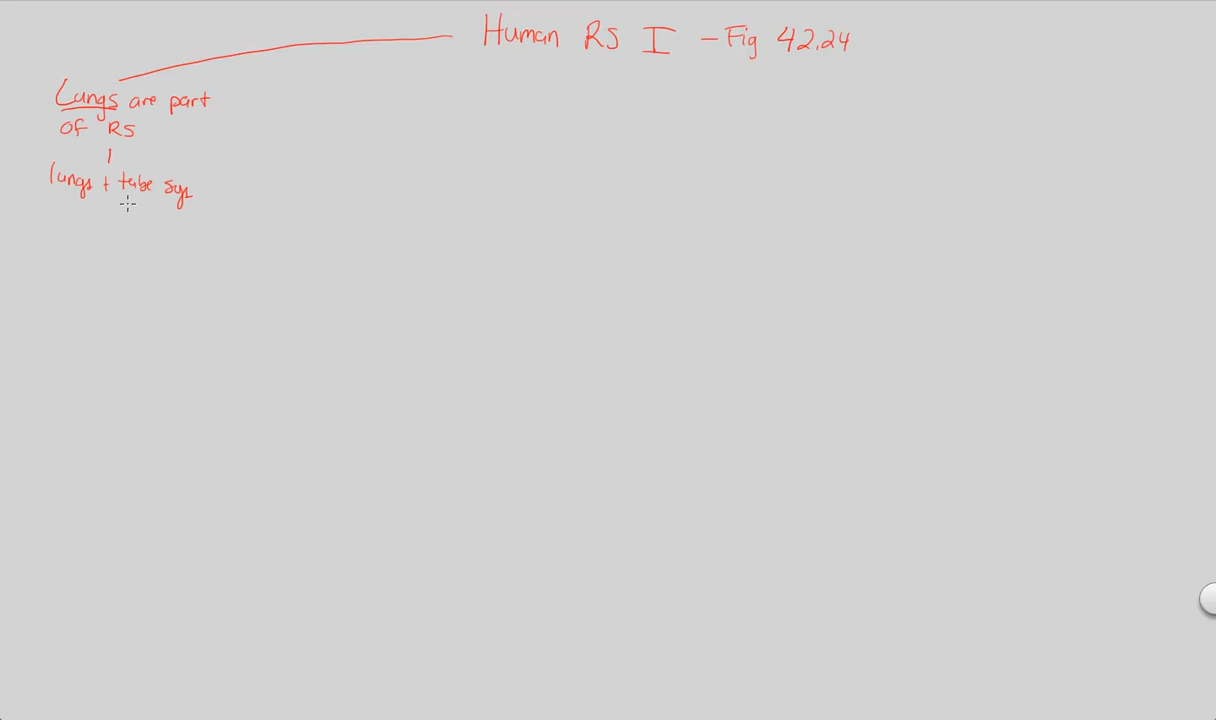 Human RS I - Fig 42.24
Lungs are part
of RS
lungs + tube sys